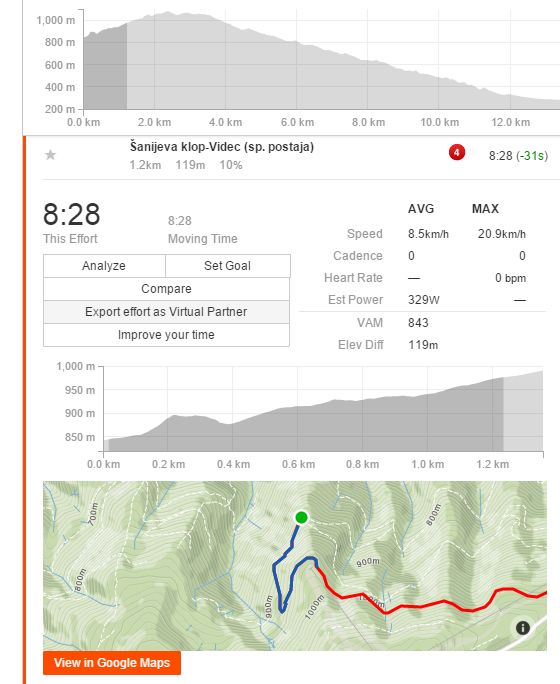 1,000 m
800 m
600 m
400 m
200 m
0.0 km 2.0 km 4.0 km 6.0 km 8.0 km 10.0 km 12.0 km
Šanijeva klop-Videc (sp. postaja)
4 8:28 (-31s)
1.2km 119m 10%
8:28
This Effort
8:28
Moving Time
Analyze Set Goal
Compare
Export effort as Virtual Partner
Improve your time
AVG MAX
Speed 8.5km/h 20.9km/h
Cadence 0 0
Heart Rate — 0 bpm
Est Power 329W —
VAM 843
Elev Diff 119m
1,000 m
950 m
900 m
850 m
0.0 km 0.2 km 0.4 km 0.6 km 0.8 km 1.0 km 1.2 km
700m
800m
800m
900m
900m
1000m
i
View in Google Maps